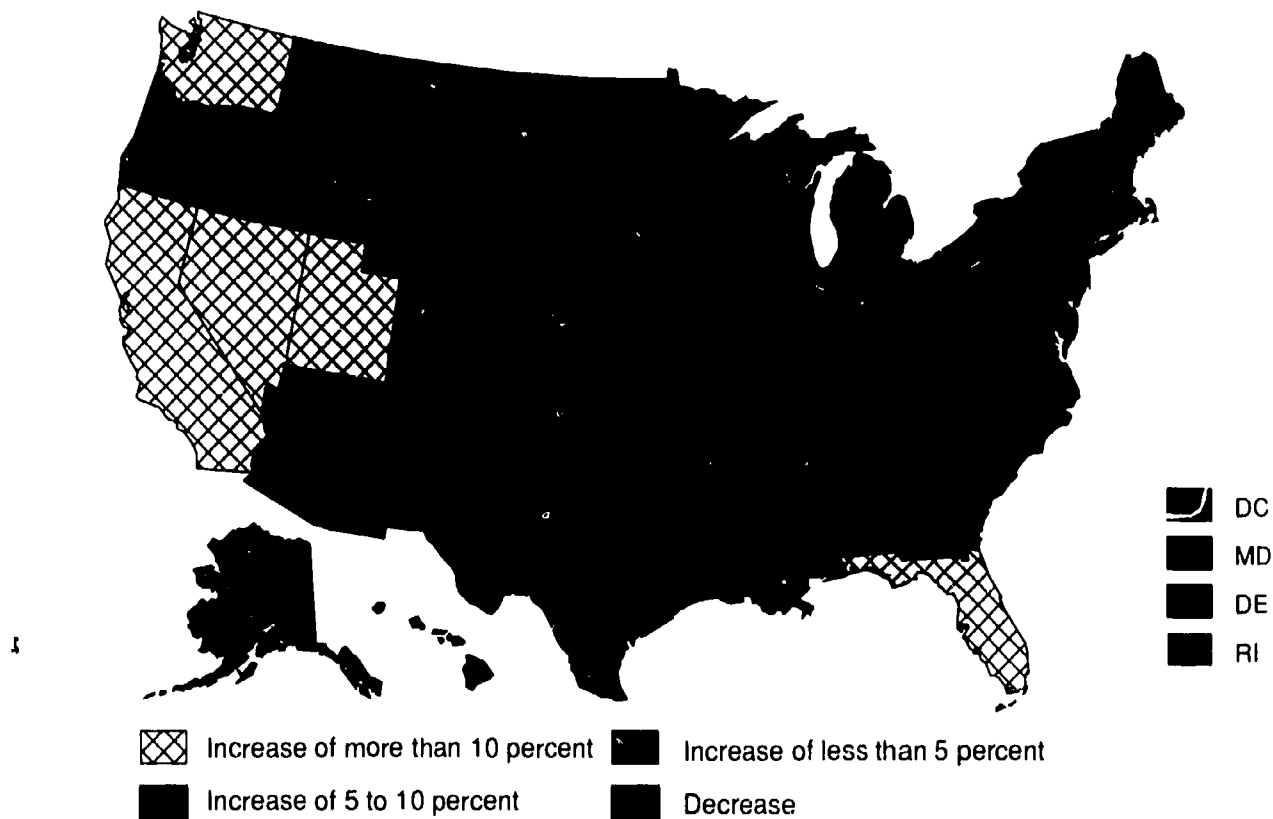 DC
MD
DE
RI
Increase of more than 10 percent
Increase of less than 5 percent
Increase of 5 to 10 percent
Decrease